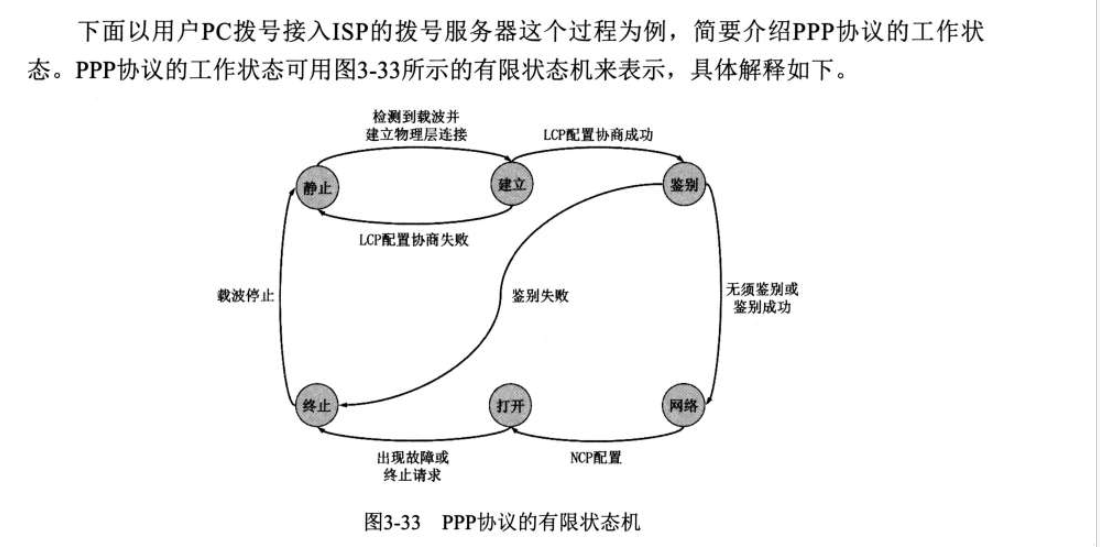 下面以用户PC拨号接入ISP的拨号服务器这个过程为例，简要介绍PPP协议的工作状
态。PPP协议的工作状态可用图3-33所示的有限状态机来表示，具体解释如下。
检测到载波并
建立物理层连接
LCP配置协商成功
静止
建立
鉴别
LCP配置协商失败
载波停止
鉴别失败
无须鉴别或
鉴别成功
终止
打开
网络
出现故障或
终止请求
NCP配置
图3-33 PPP协议的有限状态机